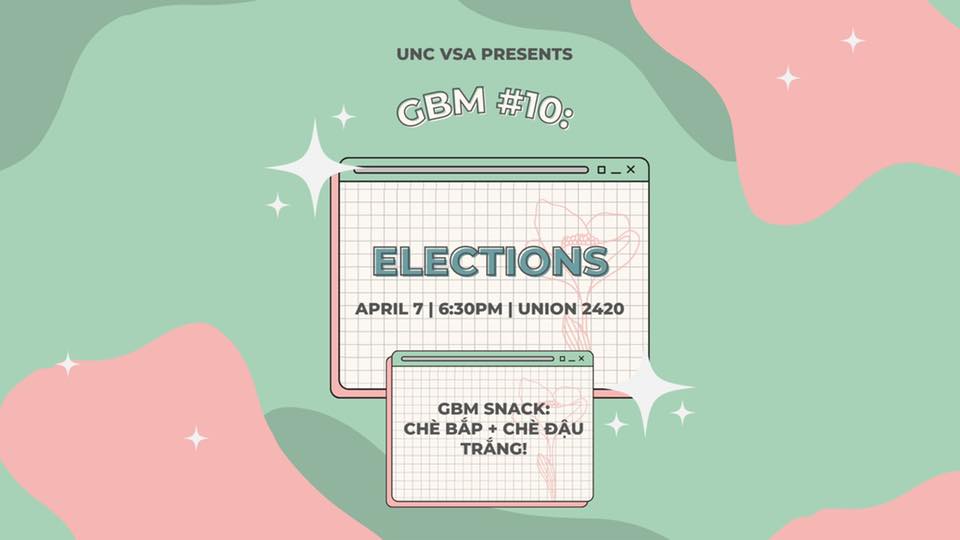 UNC VSA PRESENTS
GBM #10:
ELECTIONS
APRIL 7 | 6:30PM | UNION 2420
GBM SNACK:
CHÈ BẮP + CHÈ ĐẬU
TRẮNG!